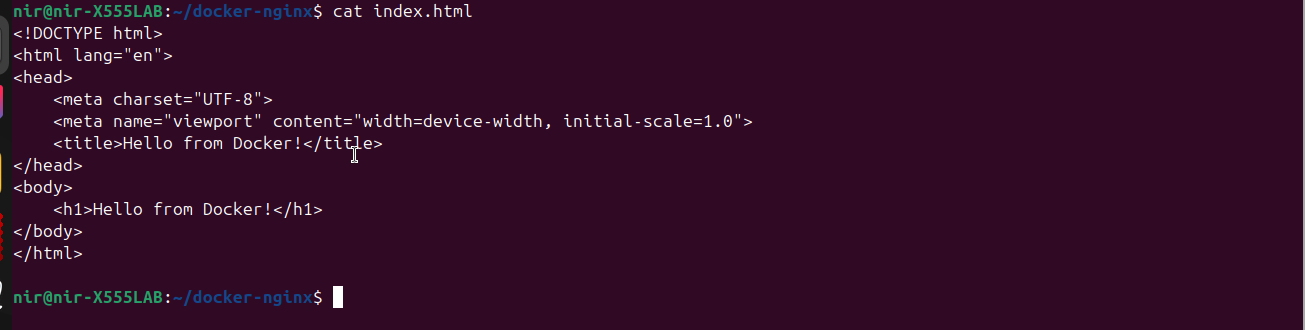 nir@nir-X555LAB:~/docker-nginx$ cat index.html
<!DOCTYPE html>
<html lang="en">
<head>
    <meta charset="UTF-8">
    <meta name="viewport" content="width=device-width, initial-scale=1.0">
    <title>Hello from Docker!</title>
</head>
<body>
    <h1>Hello from Docker!</h1>
</body>
</html>

nir@nir-X555LAB:~/docker-nginx$